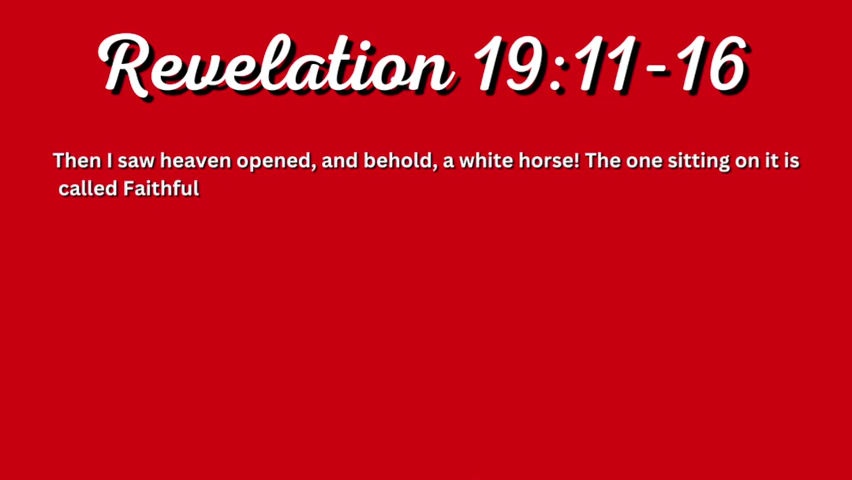 Revelation 19:11-16
Then I saw heaven opened, and behold, a white horse! The one sitting on it is
called Faithful